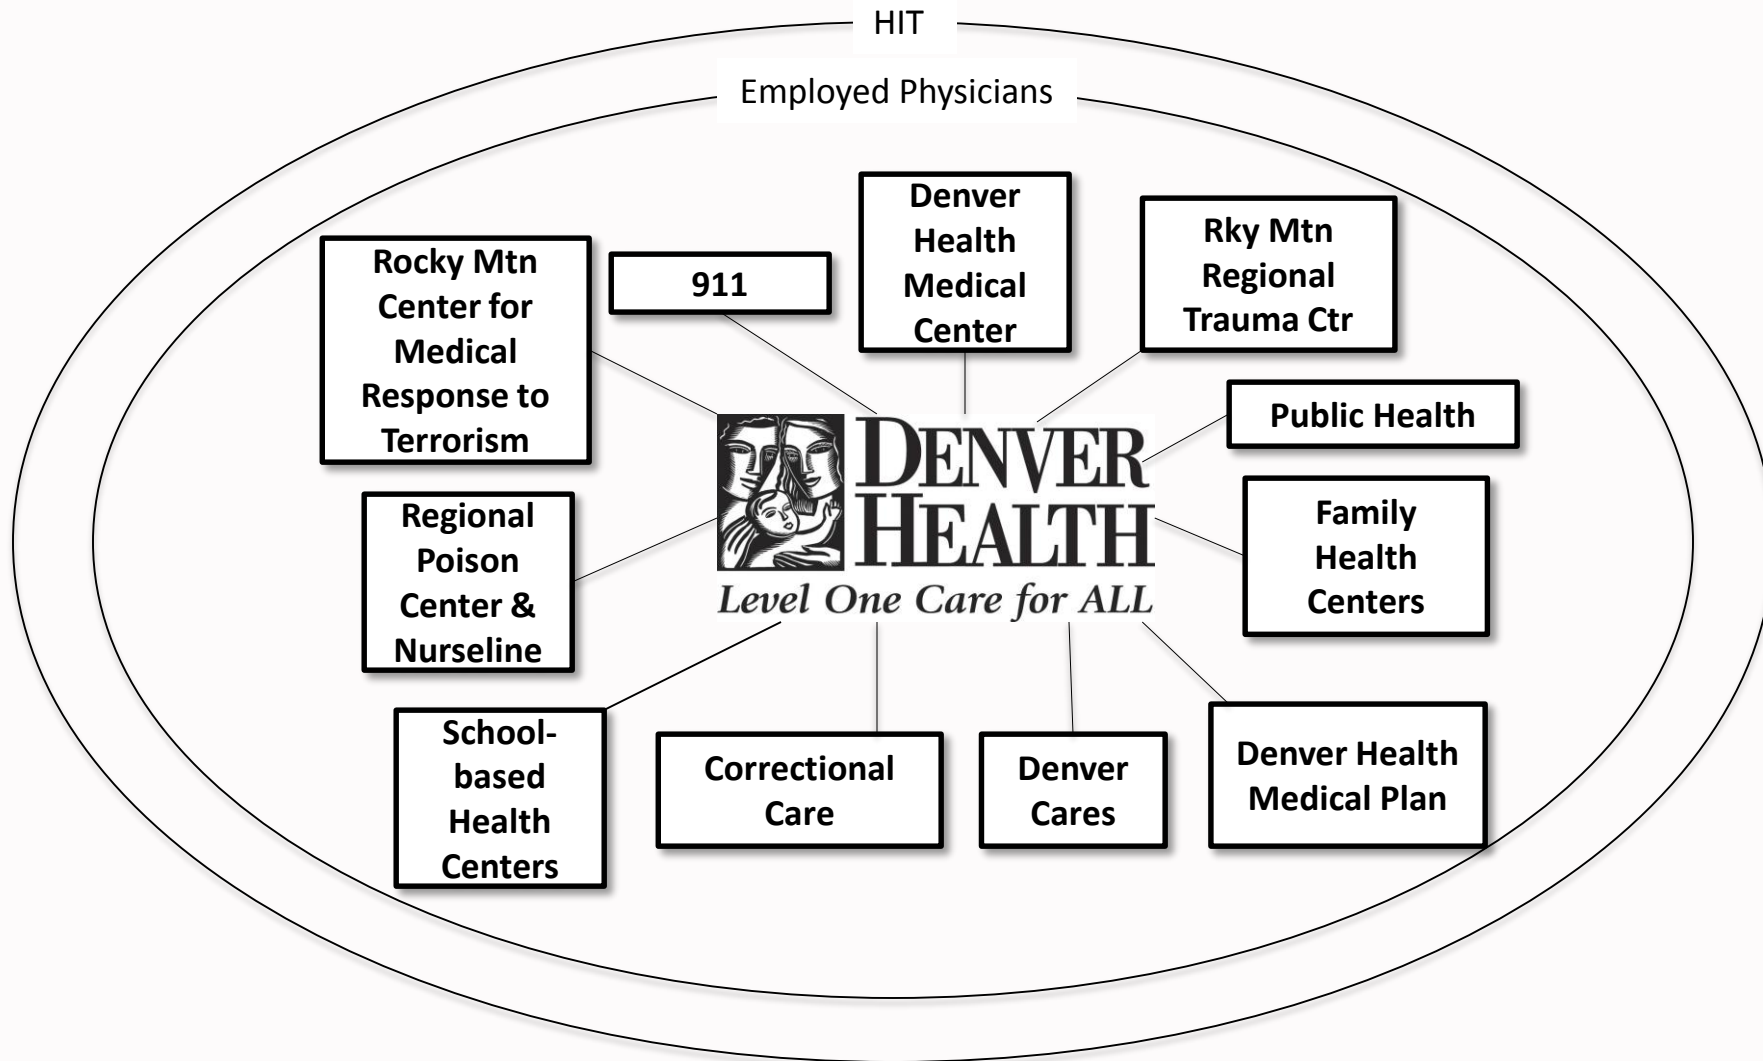 HIT
Employed Physicians
Denver
Health
Medical
Center
Rky Mtn
Regional
Trauma Ctr
911
Rocky Mtn
Center for
Medical
Response to
Terrorism
Public Health
DENVER
HEALTH
Level One Care for ALL
Family
Health
Centers
Regional
Poison
Center &
Nurseline
School-
based
Health
Centers
Correctional
Care
Denver
Cares
Denver Health
Medical Plan